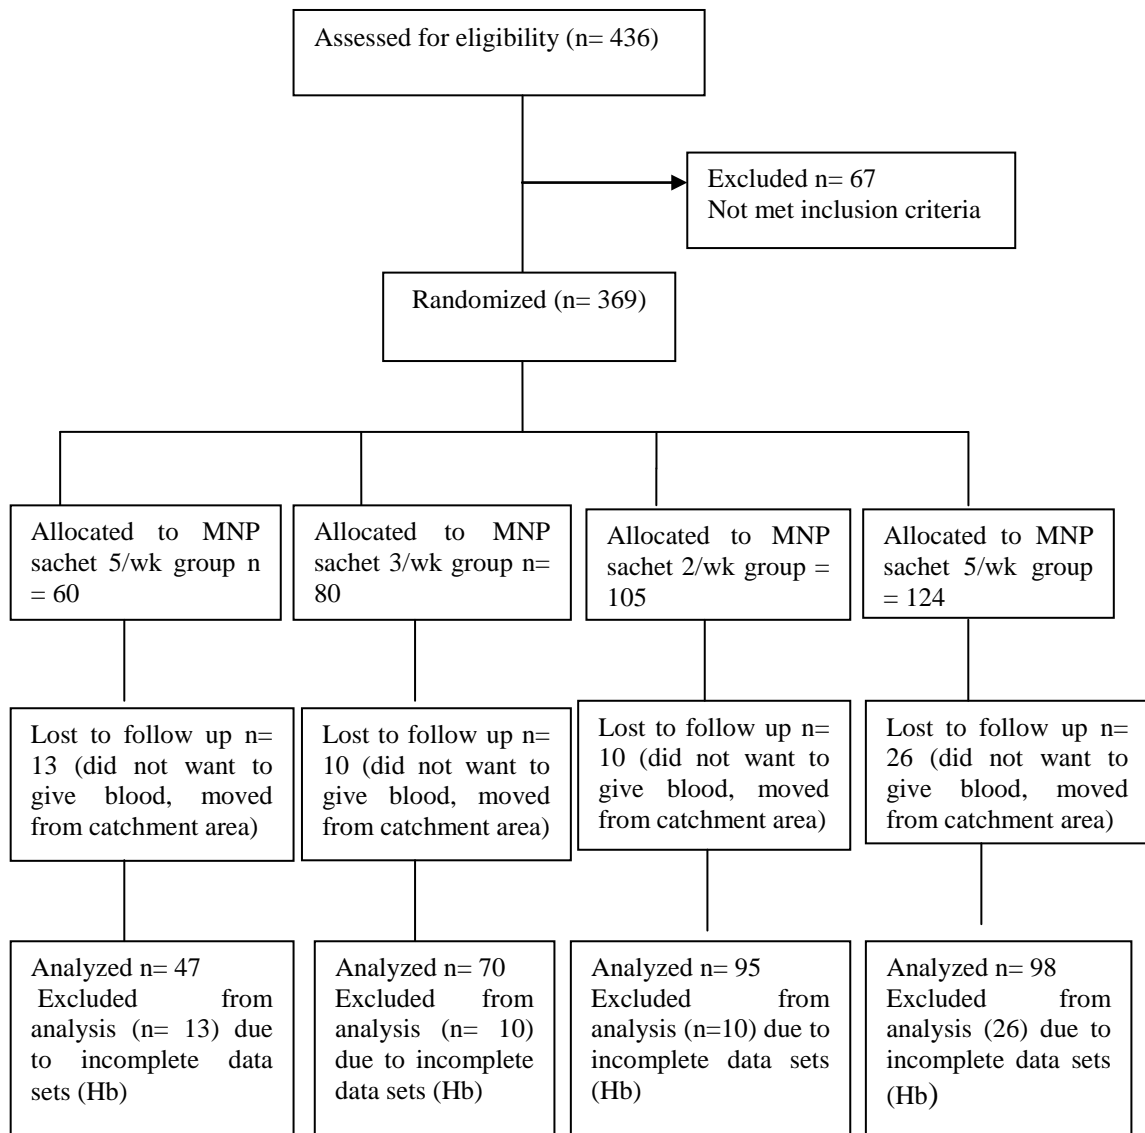 Assessed for eligibility (n= 436)
Excluded n= 67
Not met inclusion criteria
Randomized (n= 369)
Allocated to MNP
sachet 5/wk group n
= 60
Allocated to MNP
sachet 3/wk group n=
80
Allocated to MNP
sachet 2/wk group =
105
Allocated to MNP
sachet 5/wk group
= 124
Lost to follow up n=
13 (did not want to
give blood, moved
from catchment area)
Lost to follow up n=
10 (did not want to
give blood, moved
from catchment area)
Lost to follow up n=
10 (did not want to
give blood, moved
from catchment area)
Lost to follow up n=
26 (did not want to
give blood, moved
from catchment area)
Analyzed n= 47
Excluded from
analysis (n= 13) due
to incomplete data
sets (Hb)
Analyzed n= 70
Excluded from
analysis (n= 10)
due to incomplete
data sets (Hb)
Analyzed n= 95
Excluded from
analysis (n=10) due to
incomplete data sets
(Hb)
Analyzed n= 98
Excluded from
analysis (26) due to
incomplete data sets
(Hb)